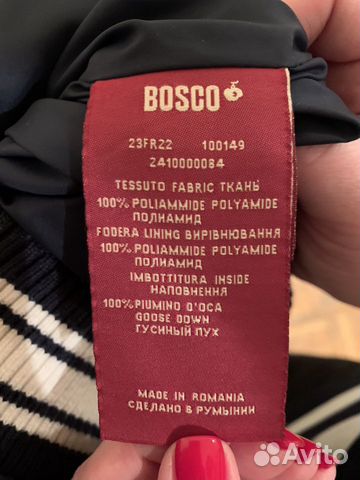 BOSCO
23FR22 100149
2410000084
TESSUTO FABRIC ТКАНЬ
100% POLIAMMIDE POLYAMIDE
ПОЛИАМИД
FODERA LINING ВИРІВНЮВАННЯ
100% POLIAMMIDE POLYAMIDE
ПОЛИАМИД
IMBOTTITURA INSIDE
НАПОВНЕННЯ
100% PIUMINO D'OCA
GOOSE DOWN
ГУСИНЫЙ ПУХ
MADE IN ROMANIA
СДЕЛАНО В РУМЫНИИ
Avito